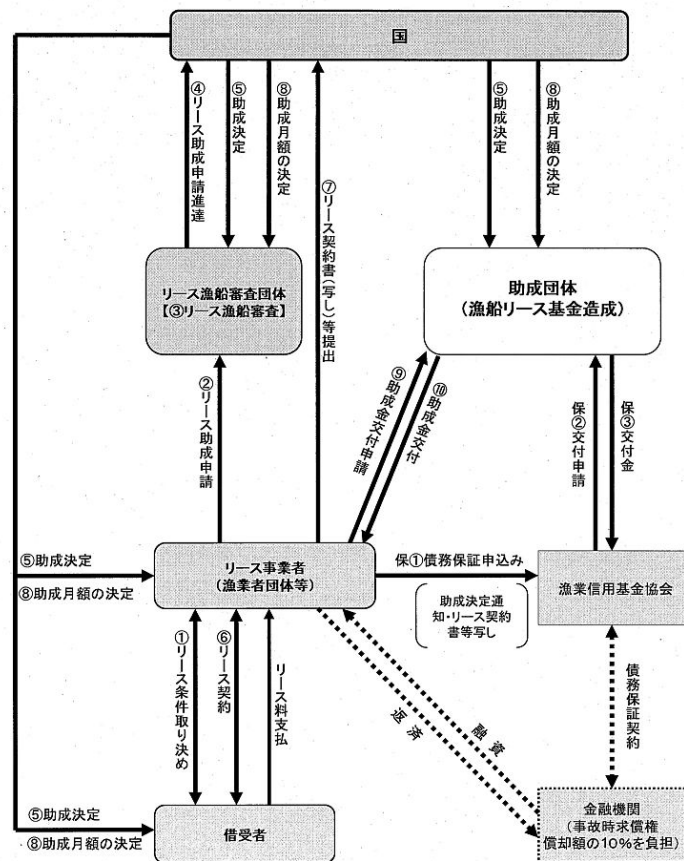 国
④リース助成申請進達
⑤助成決定
⑧助成月額の決定
⑦リース契約書(写し)等提出
⑤助成決定
⑧助成月額の決定
リース漁船審査団体
【③リース漁船審査】
助成団体
(漁船リース基金造成)
②リース助成申請
⑨助成金交付申請
⑩助成金交付
保②交付申請
保③交付金
⑤助成決定
⑧助成月額の決定
リース事業者
(漁業者団体等)
保①債務保証申込み
助成決定通
知・リース契約
書等写し
漁業信用基金協会
①リース条件取り決め
⑥リース契約
リース料支払
融資
返済
債務保証契約
⑤助成決定
⑧助成月額の決定
借受者
金融機関
(事故時求償権
償却額の10%を負担)